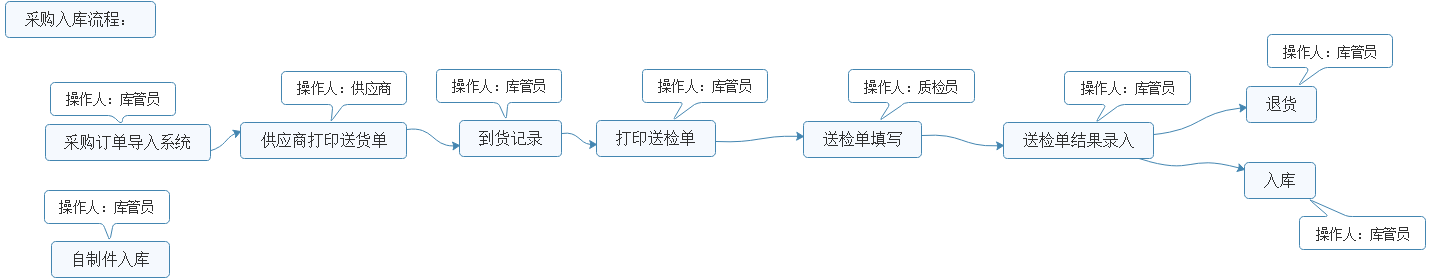 采购入库流程：
操作人：库管员
采购订单导入系统
操作人：供应商
供应商打印送货单
操作人：库管员
到货记录
操作人：库管员
打印送检单
操作人：质检员
送检单填写
操作人：库管员
送检单结果录入
操作人：库管员
退货
入库
操作人：库管员
操作人：库管员
自制件入库